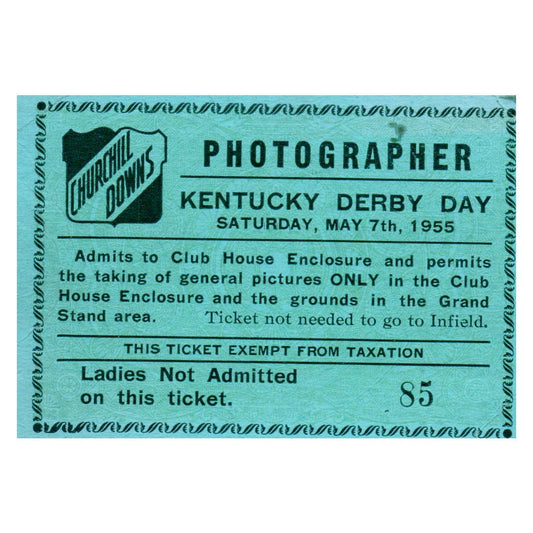 CHURCHILL
DOWNS
PHOTOGRAPHER
KENTUCKY DERBY DAY
SATURDAY, MAY 7th, 1955
Admits to Club House Enclosure and permits
the taking of general pictures ONLY in the Club
House Enclosure and the grounds in the Grand
Stand area. Ticket not needed to go to Infield.
THIS TICKET EXEMPT FROM TAXATION
Ladies Not Admitted
on this ticket.
85